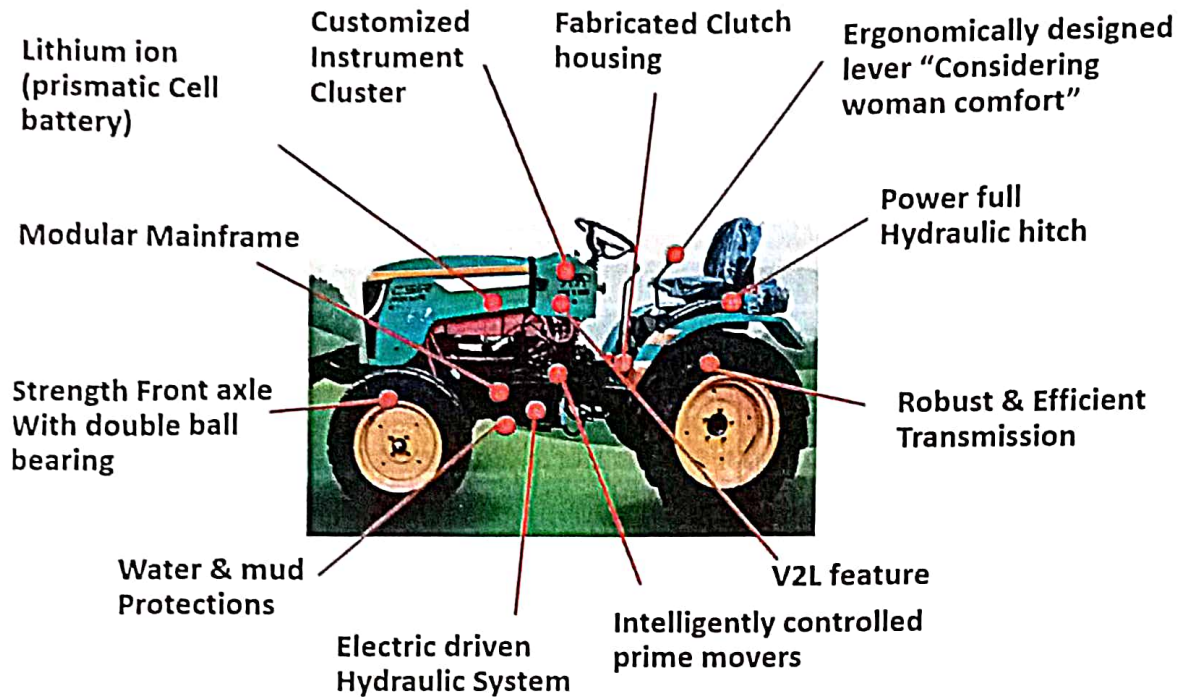 Lithium ion
(prismatic Cell
battery)
Customized
Instrument
Cluster
Fabricated Clutch
housing
Ergonomically designed
lever “Considering
woman comfort”
Modular Mainframe
Power full
Hydraulic hitch
Strength Front axle
With double ball
bearing
Robust & Efficient
Transmission
Water & mud
Protections
Electric driven
Hydraulic System
Intelligently controlled
prime movers
V2L feature